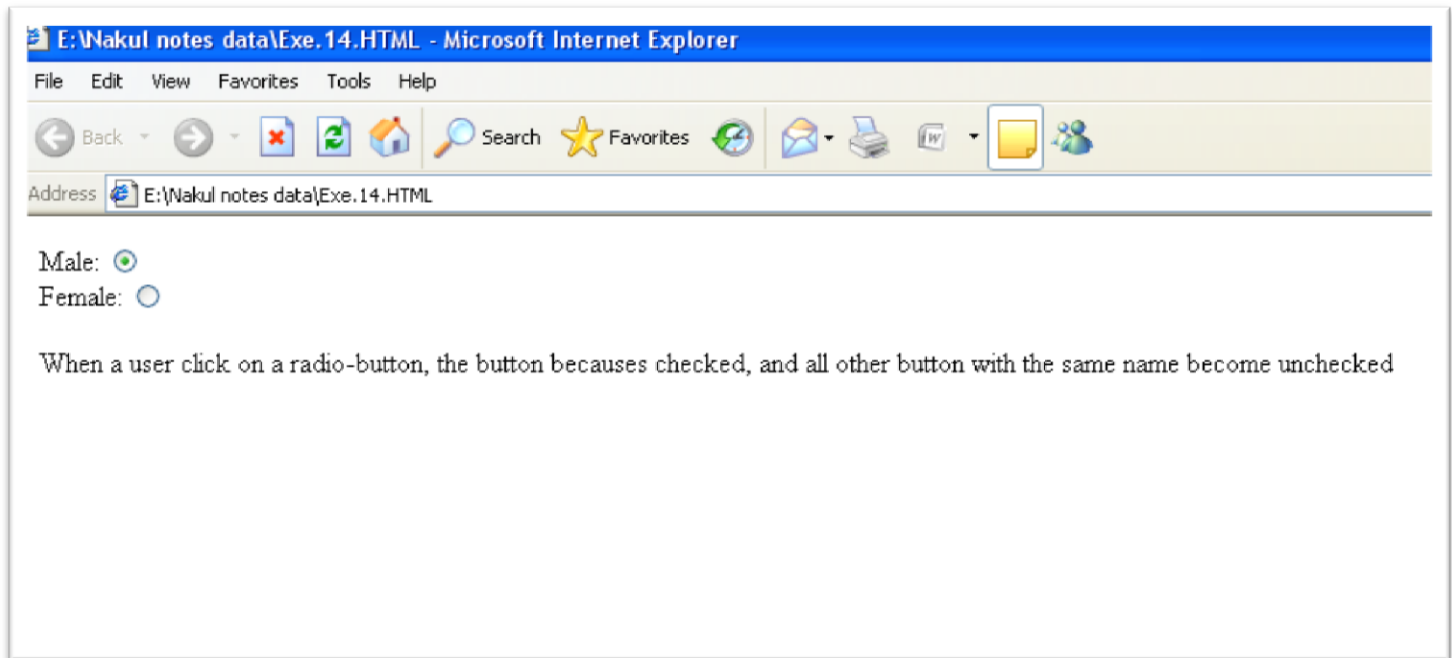 E:\Nakul notes data\Exe.14.HTML - Microsoft Internet Explorer
File Edit View Favorites Tools Help
Back Search Favorites W
Address E:\Nakul notes data\Exe.14.HTML
Male:
Female:
When a user click on a radio-button, the button becauses checked, and all other button with the same name become unchecked